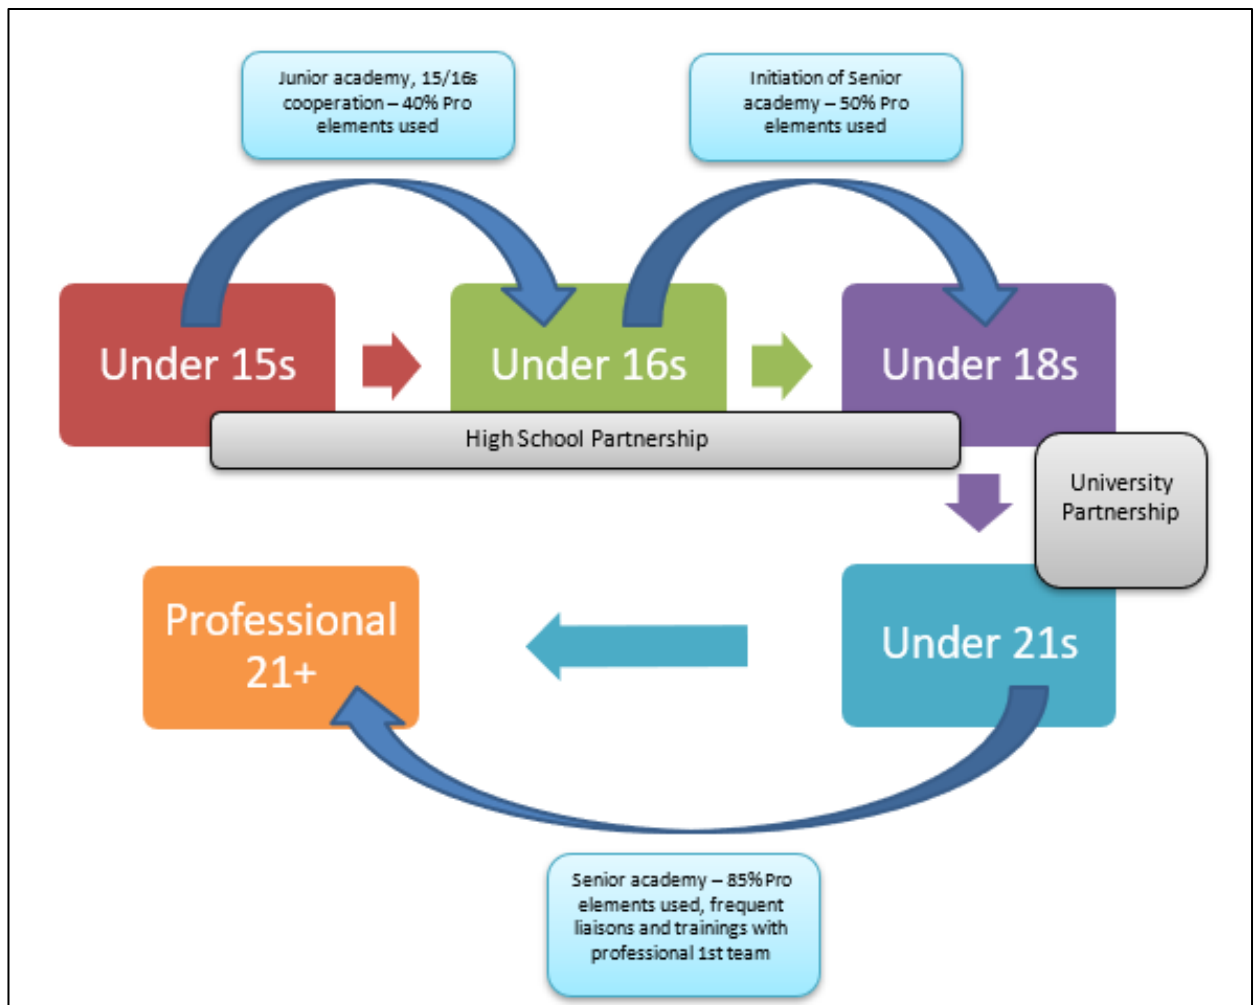 Junior academy, 15/16s
cooperation – 40% Pro
elements used
Initiation of Senior
academy – 50% Pro
elements used
Under 15s
Under 16s
Under 18s
High School Partnership
University
Partnership
Professional
21+
Under 21s
Senior academy – 85% Pro
elements used, frequent
liaisons and trainings with
professional 1st team